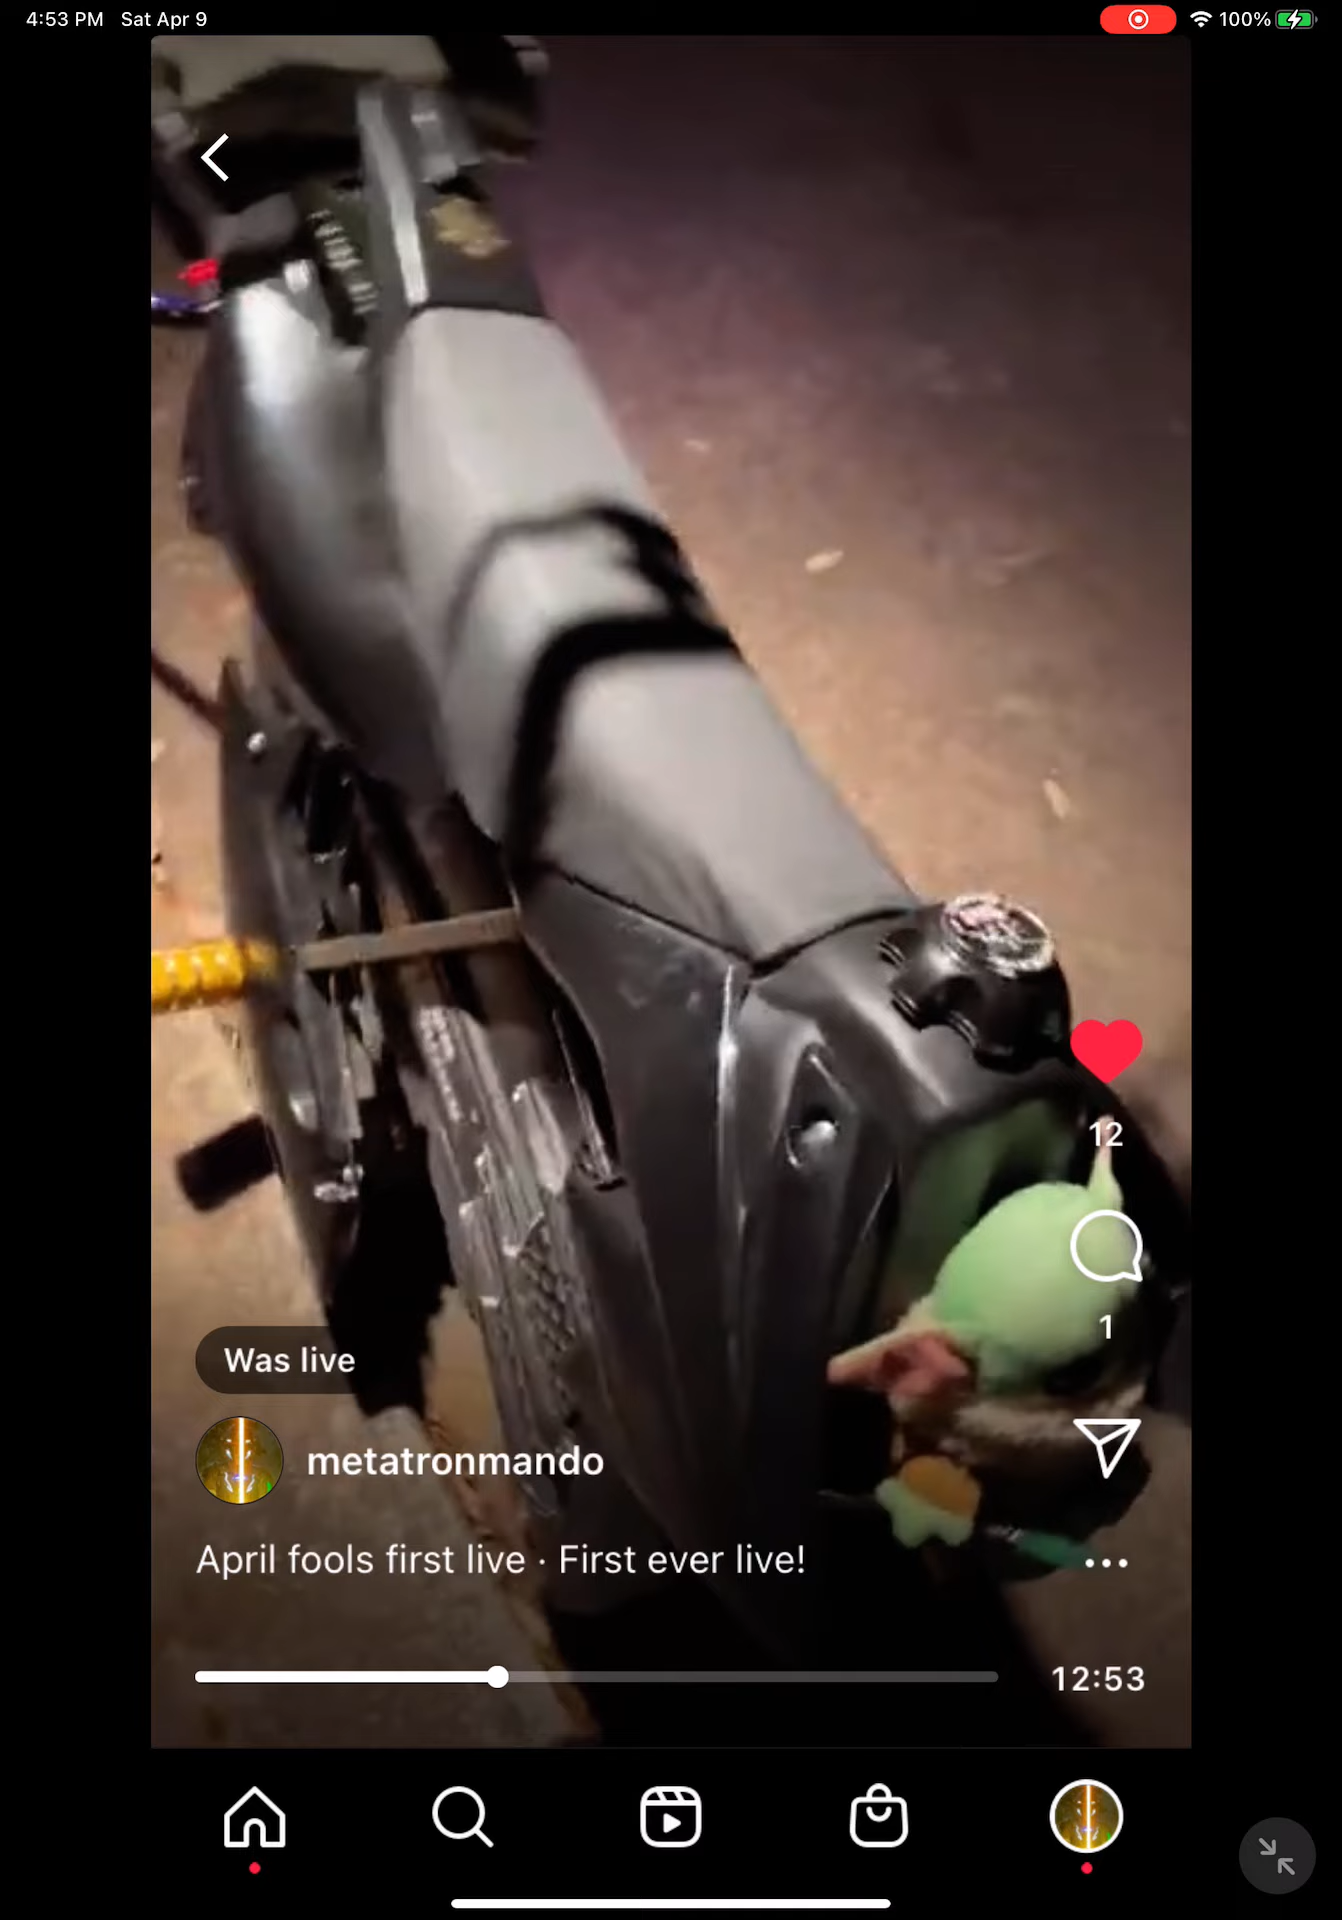 4:53 PM Sat Apr 9
100%
12
1
Was live
metatronmando
April fools first live · First ever live!
12:53